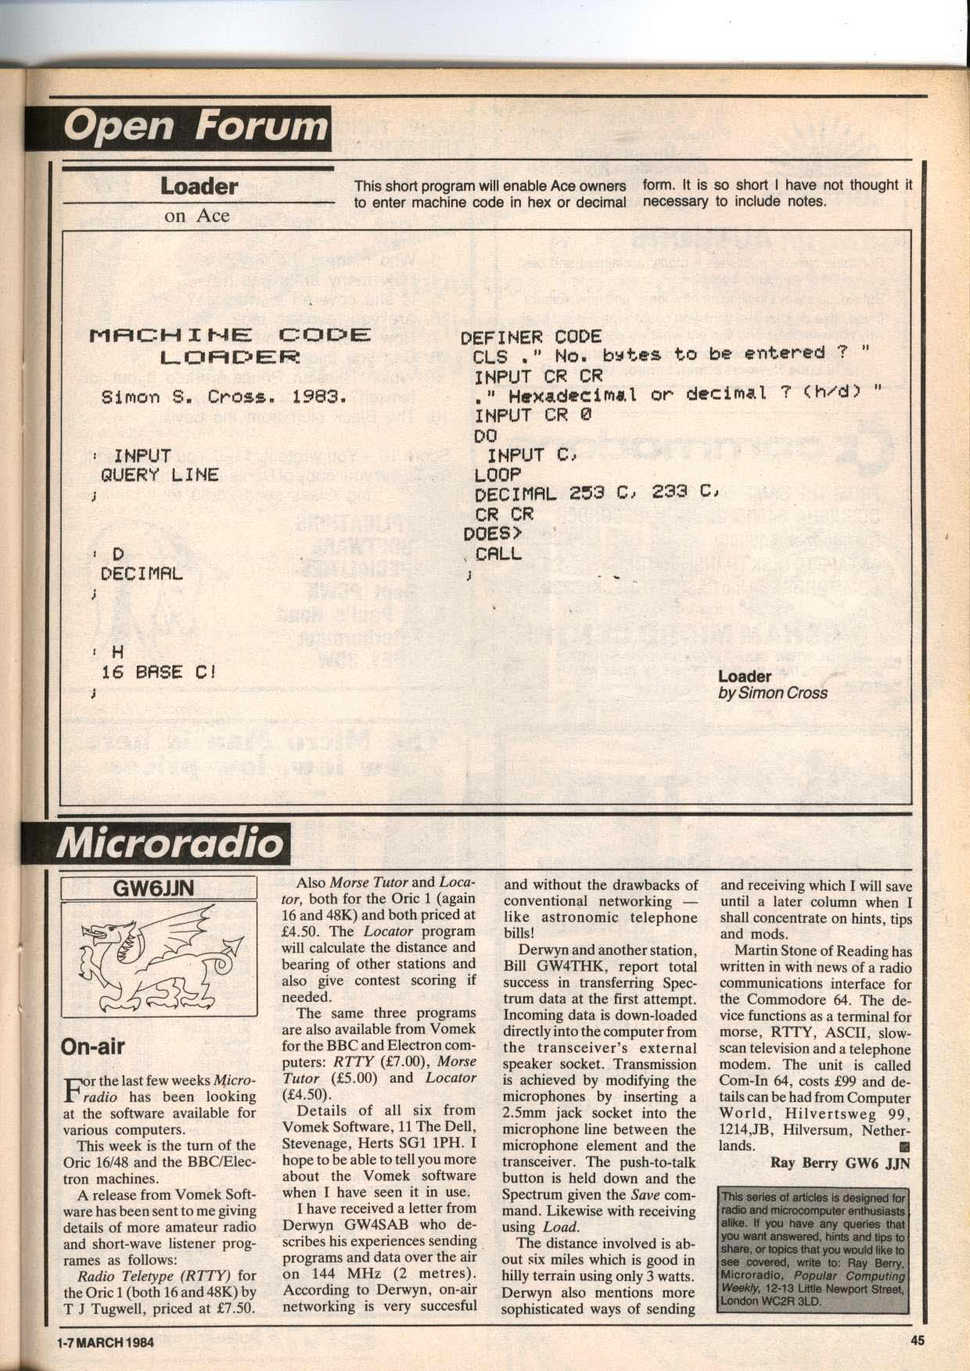 Open Forum
Loader
on Ace
This short program will enable Ace owners
to enter machine code in hex or decimal
form. It is so short I have not thought it
necessary to include notes.
MACHINE CODE
LOADER
Simon S. Cross. 1983.
: INPUT
QUERY LINE
;
: D
DECIMAL
;
: H
16 BASE C!
;
DEFINER CODE
CLS ." No. bytes to be entered ? "
INPUT CR CR
." Hexadecimal or decimal ? (h/d) "
INPUT CR 0
DO
INPUT C,
LOOP
DECIMAL 253 C, 233 C,
CR CR
DOES>
CALL
;
Loader
by Simon Cross
Microradio
GW6JJN
On-air
For the last few weeks Micro-
radio has been looking
at the software available for
various computers.
This week is the turn of the
Oric 16/48 and the BBC/Elec-
tron machines.
A release from Vomek Soft-
ware has been sent to me giving
details of more amateur radio
and short-wave listener prog-
rames as follows:
Radio Teletype (RTTY) for
the Oric 1 (both 16 and 48K) by
T J Tugwell, priced at £7.50.
Also Morse Tutor and Loca-
tor, both for the Oric 1 (again
16 and 48K) and both priced at
£4.50. The Locator program
will calculate the distance and
bearing of other stations and
also give contest scoring if
needed.
The same three programs
are also available from Vomek
for the BBC and Electron com-
puters: RTTY (£7.00), Morse
Tutor (£5.00) and Locator
(£4.50).
Details of all six from
Vomek Software, 11 The Dell,
Stevenage, Herts SG1 1PH. I
hope to be able to tell you more
about the Vomek software
when I have seen it in use.
I have received a letter from
Derwyn GW4SAB who de-
scribes his experiences sending
programs and data over the air
on 144 MHz (2 metres).
According to Derwyn, on-air
networking is very succesful
and without the drawbacks of
conventional networking —
like astronomic telephone
bills!
Derwyn and another station,
Bill GW4THK, report total
success in transferring Spec-
trum data at the first attempt.
Incoming data is down-loaded
directly into the computer from
the transceiver's external
speaker socket. Transmission
is achieved by modifying the
microphones by inserting a
2.5mm jack socket into the
microphone line between the
microphone element and the
transceiver. The push-to-talk
button is held down and the
Spectrum given the Save com-
mand. Likewise with receiving
using Load.
The distance involved is ab-
out six miles which is good in
hilly terrain using only 3 watts.
Derwyn also mentions more
sophisticated ways of sending
and receiving which I will save
until a later column when I
shall concentrate on hints, tips
and mods.
Martin Stone of Reading has
written in with news of a radio
communications interface for
the Commodore 64. The de-
vice functions as a terminal for
morse, RTTY, ASCII, slow-
scan television and a telephone
modem. The unit is called
Com-In 64, costs £99 and de-
tails can be had from Computer
World, Hilvertsweg 99,
1214,JB, Hilversum, Nether-
lands.
Ray Berry GW6 JJN
This series of articles is designed for
radio and microcomputer enthusiasts
alike. If you have any queries that
you want answered, hints and tips to
share, or topics that you would like to
see covered, write to: Ray Berry,
Microradio, Popular Computing
Weekly, 12-13 Little Newport Street,
London WC2R 3LD.
1-7 MARCH 1984
45